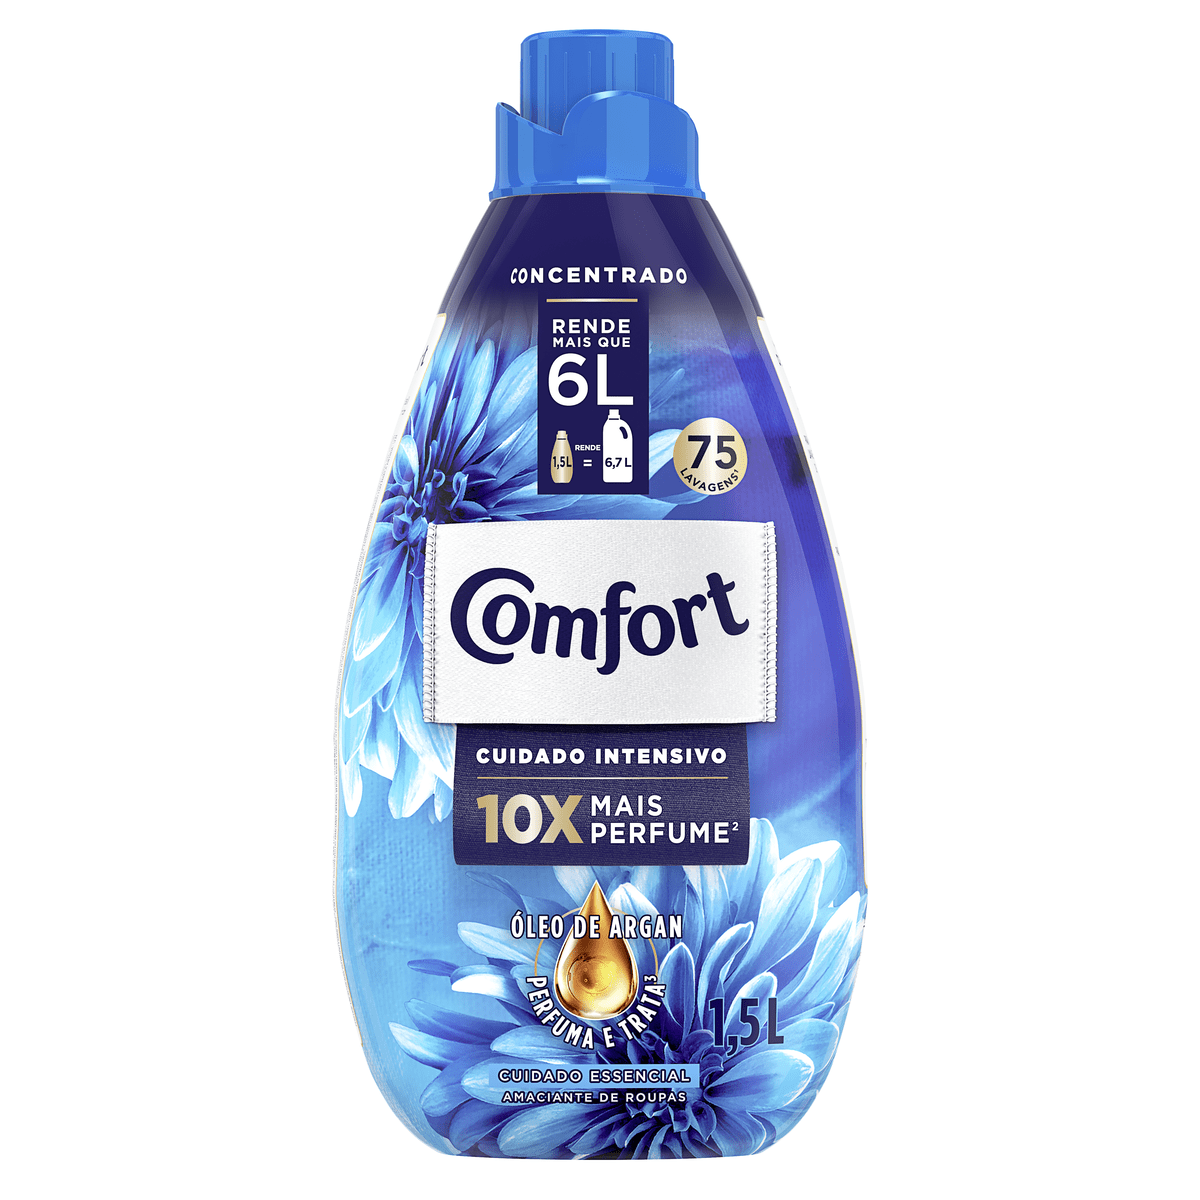 CONCENTRADO
RENDE
MAIS QUE
6L
RENDE
1,5L = 6,7L
75
LAVAGENS¹
Comfort
CUIDADO INTENSIVO
10X MAIS
PERFUME²
ÓLEO DE ARGAN
PERFUMA E TRATA³
1,5L
CUIDADO ESSENCIAL
AMACIANTE DE ROUPAS